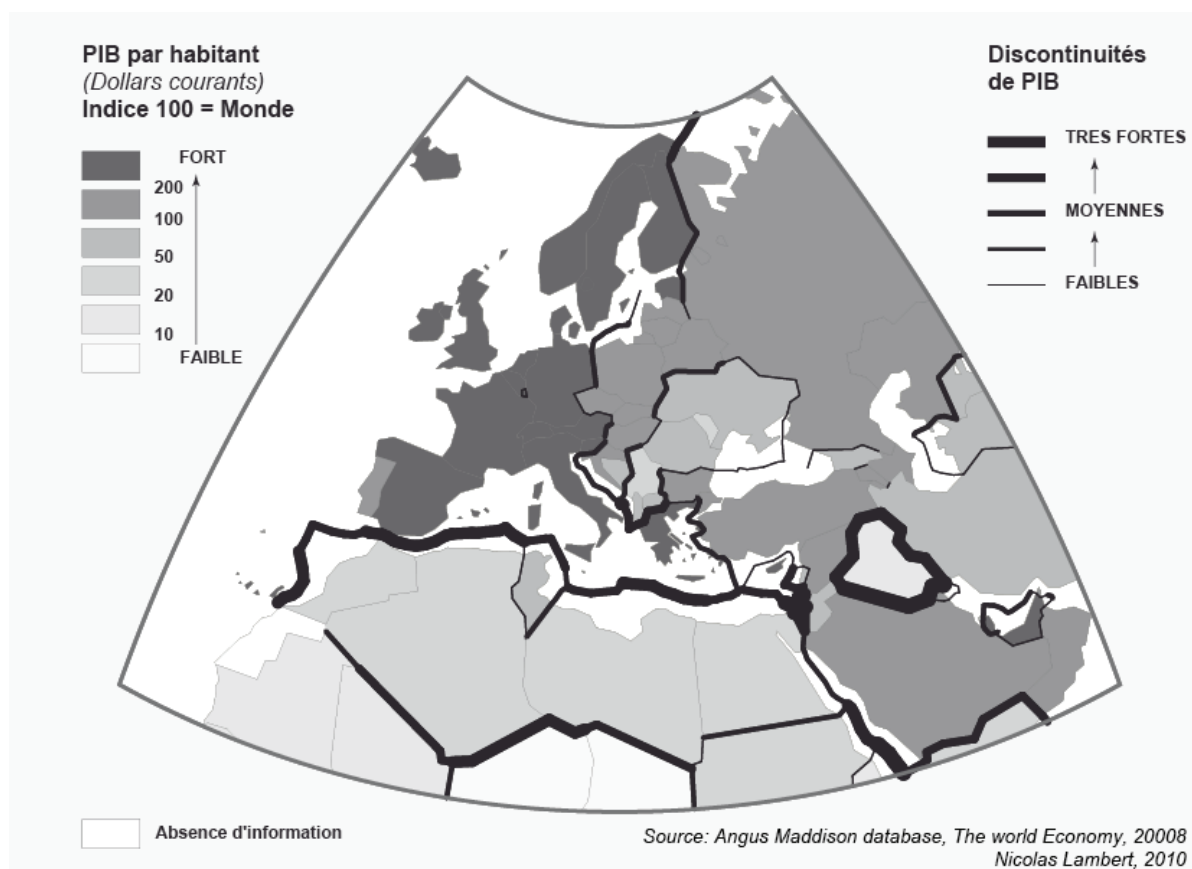 PIB par habitant
(Dollars courants)
Indice 100 = Monde
FORT
200
100
50
20
10
FAIBLE
Discontinuités
de PIB
TRES FORTES
MOYENNES
FAIBLES
Absence d'information
Source: Angus Maddison database, The world Economy, 20008
Nicolas Lambert, 2010